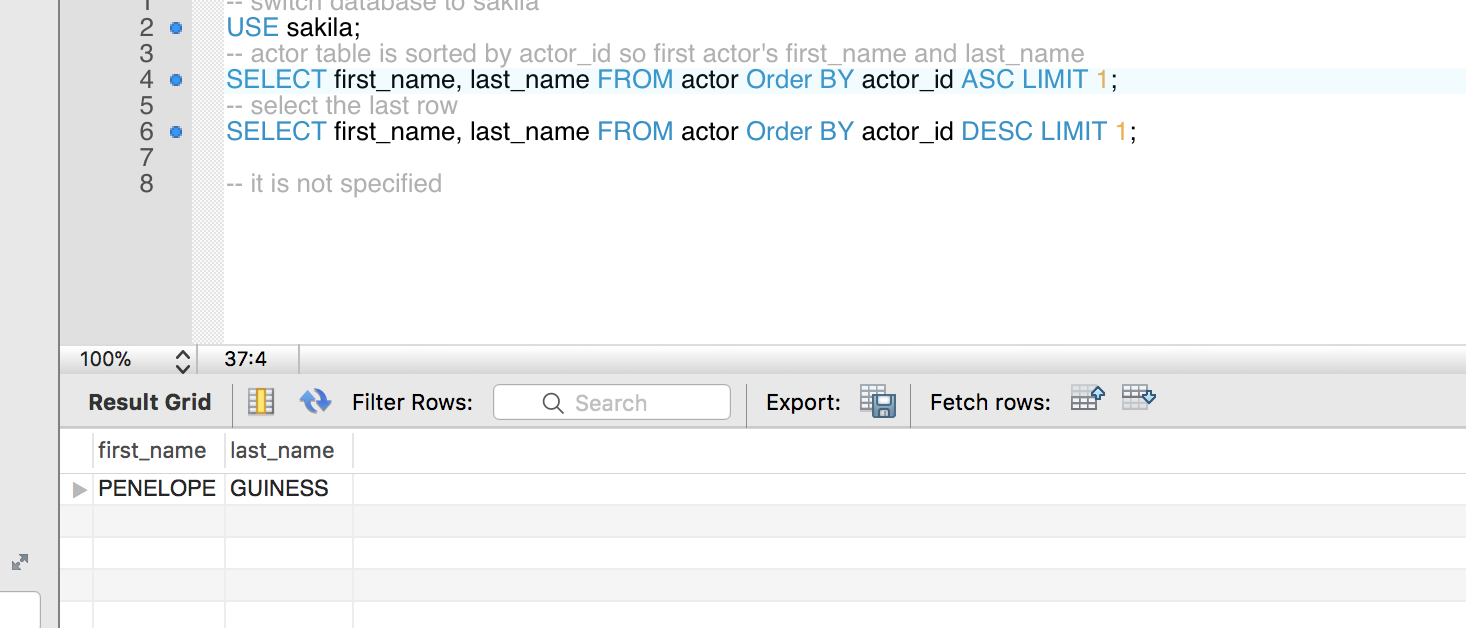 1 -- switch database to sakila
2 USE sakila;
3 -- actor table is sorted by actor_id so first actor's first_name and last_name
4 SELECT first_name, last_name FROM actor Order BY actor_id ASC LIMIT 1;
5 -- select the last row
6 SELECT first_name, last_name FROM actor Order BY actor_id DESC LIMIT 1;
7
8 -- it is not specified
100% 37:4
Result Grid Filter Rows: Search Export: Fetch rows:
first_name last_name
PENELOPE GUINESS